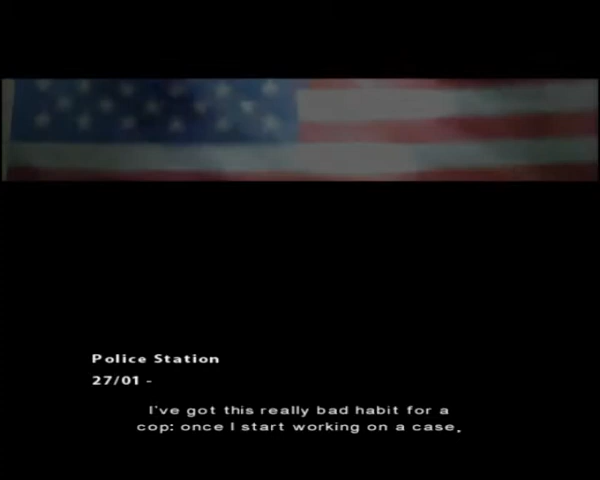 Police Station
27/01 -
I've got this really bad habit for a
cop: once I start working on a case,